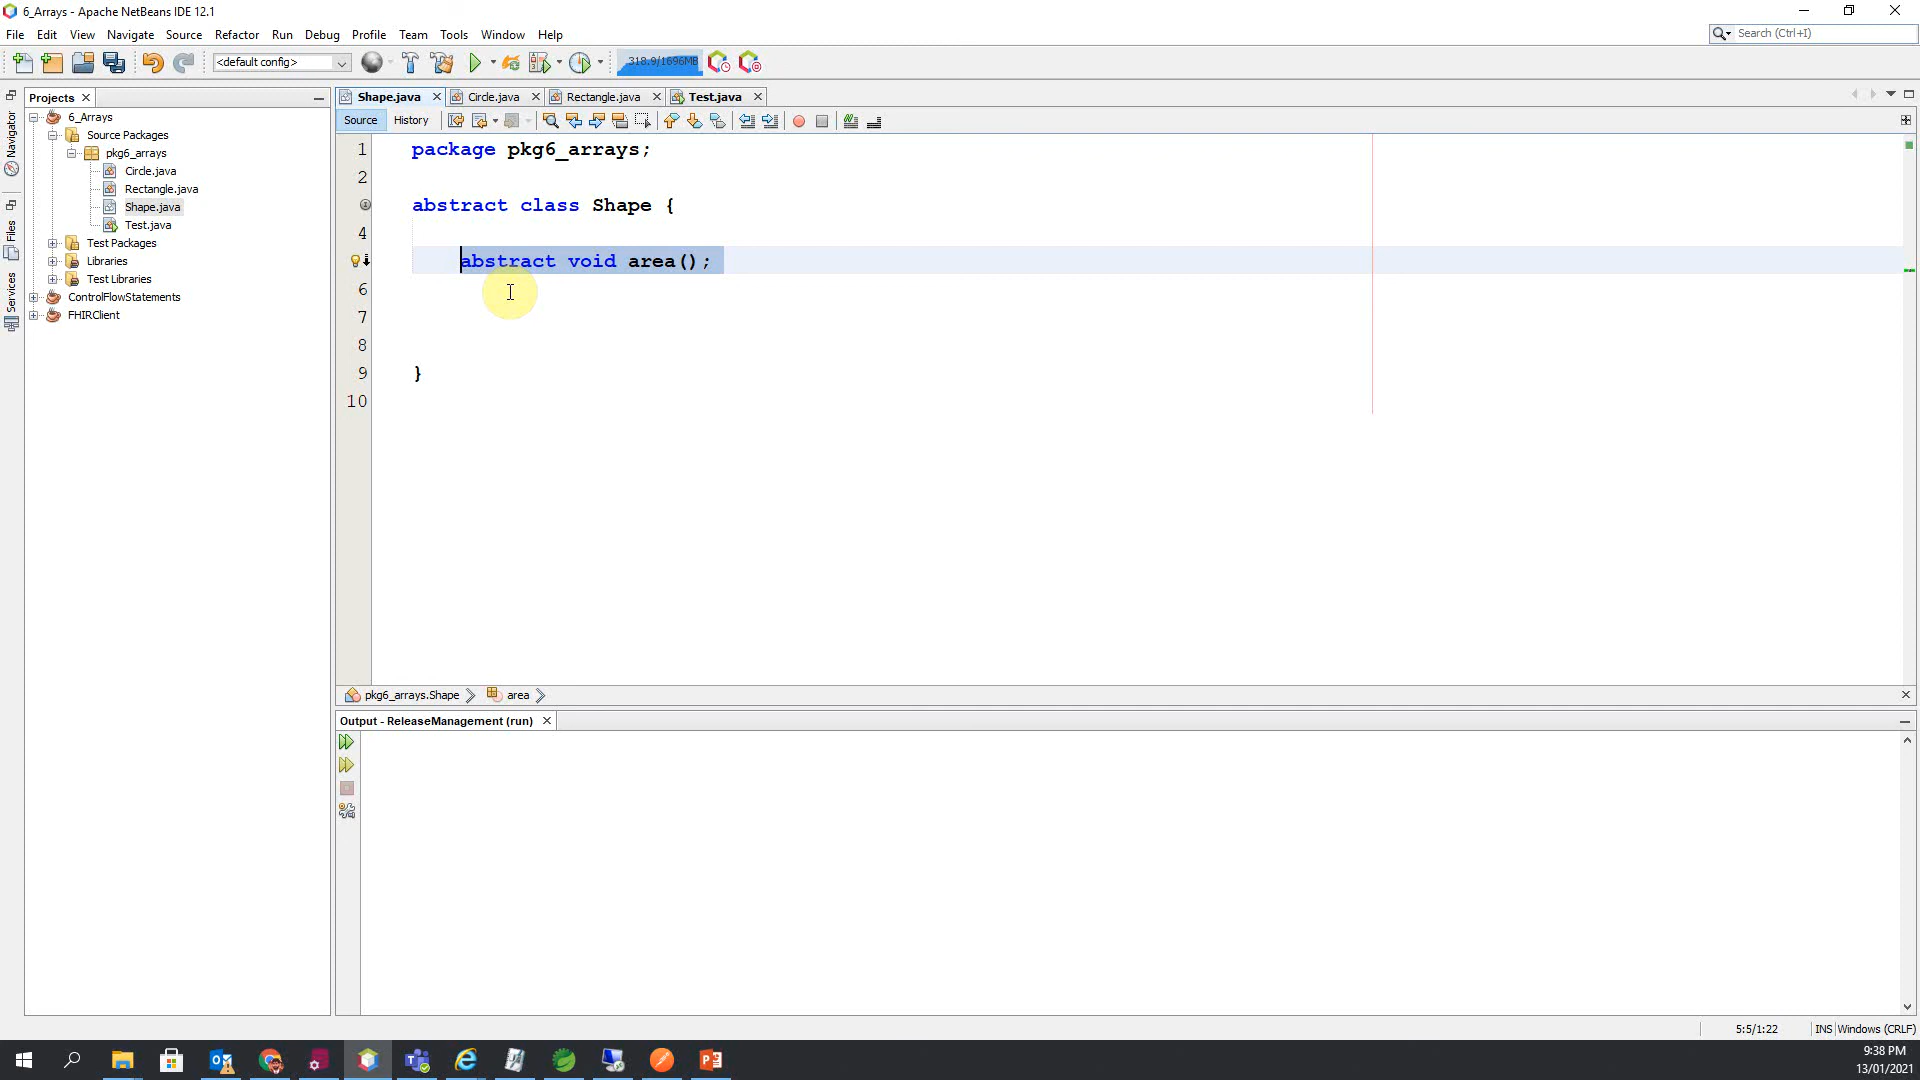 6_Arrays - Apache NetBeans IDE 12.1
File Edit View Navigate Source Refactor Run Debug Profile Team Tools Window Help
Search (Ctrl+I)
<default config>
318.9/1696MB
Projects
Shape.java Circle.java Rectangle.java Test.java
Source History
Navigator
Files
Services
6_Arrays
Source Packages
pkg6_arrays
Circle.java
Rectangle.java
Shape.java
Test.java
Test Packages
Libraries
Test Libraries
ControlFlowStatements
FHIRClient
1 package pkg6_arrays;
2
abstract class Shape {
4
abstract void area();
6
7
8
9 }
10
pkg6_arrays.Shape area
Output - ReleaseManagement (run)
5:5/1:22 INS Windows (CRLF)
9:38 PM
13/01/2021